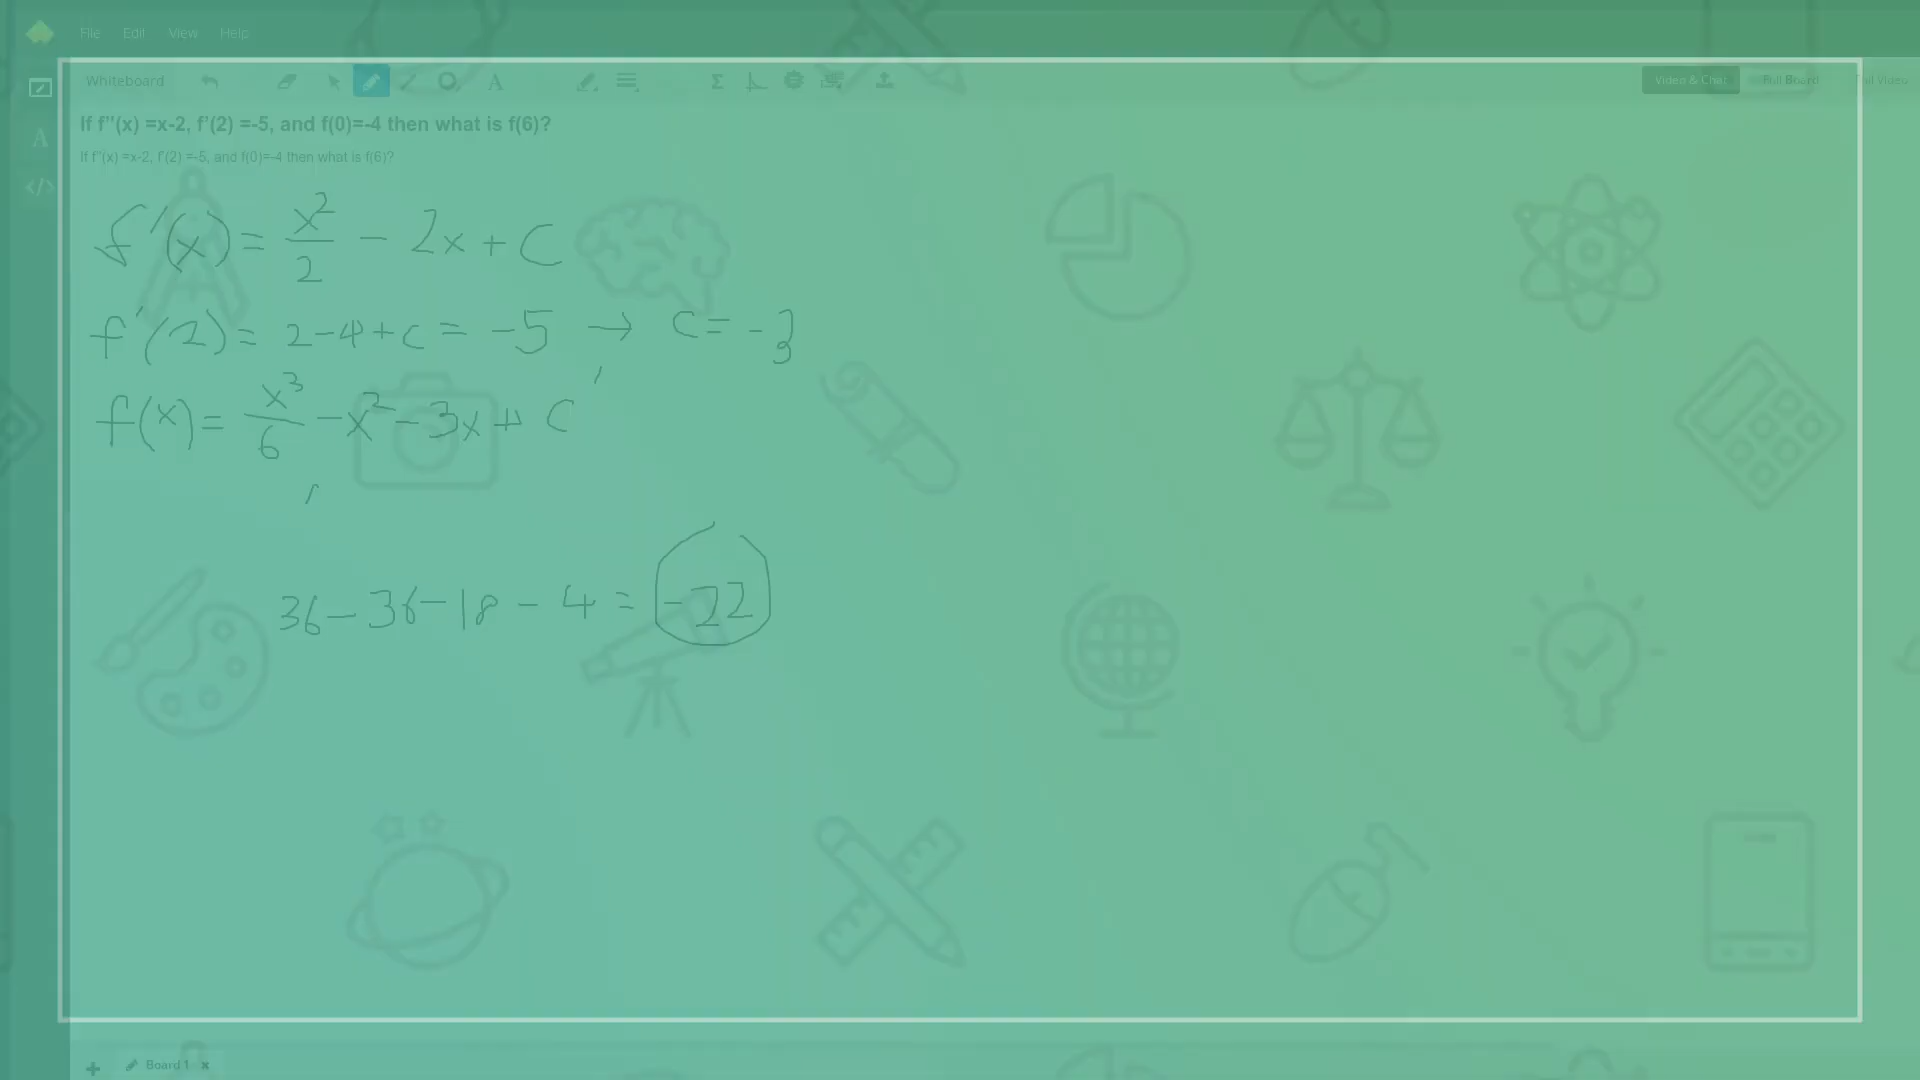 File Edit View Help
Whiteboard A Σ Video & Chat Full Board Full Video
If f''(x) =x-2, f'(2) =-5, and f(0)=-4 then what is f(6)?
If f''(x) =x-2, f'(2) =-5, and f(0)=-4 then what is f(6)?
A
</>
f'(x) = x²/2 - 2x + C
f'(2) = 2-4+c = -5 → c = -3
f(x) = x³/6 - x² - 3x + C
36 - 36 - 18 - 4 = -22
Board 1 ×